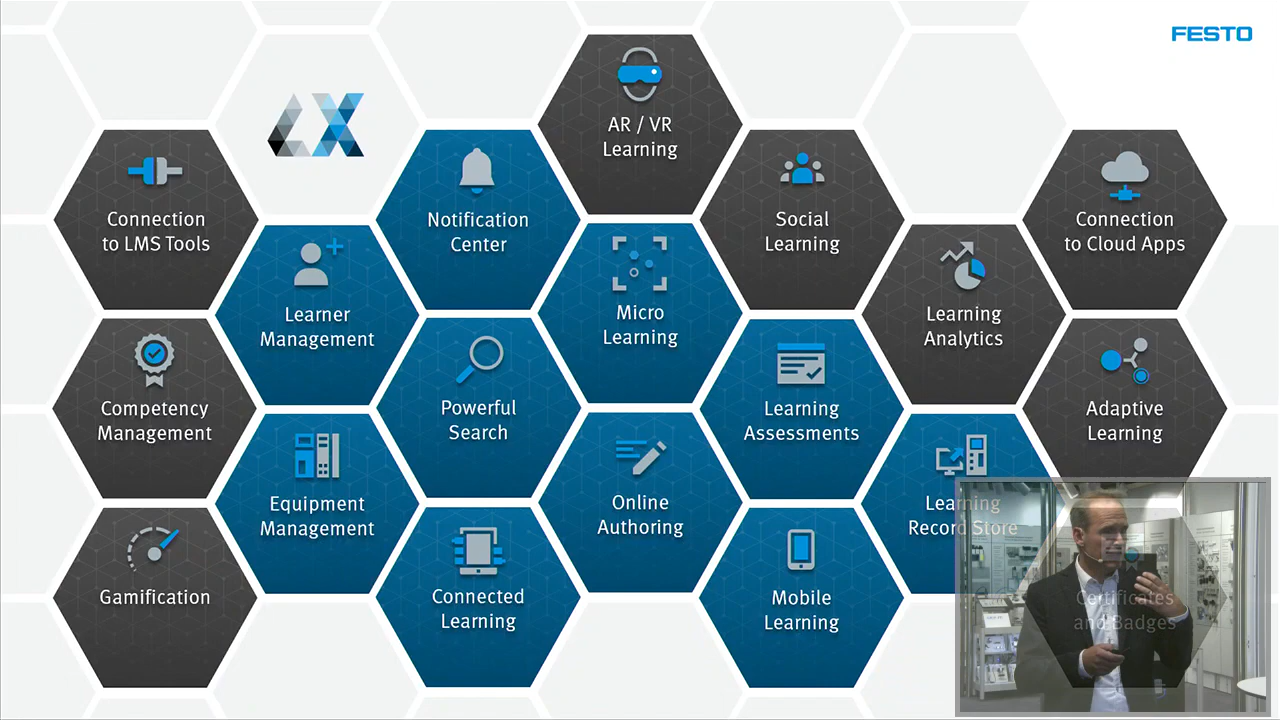 FESTO
LX
AR / VR
Learning
Connection
to LMS Tools
Notification
Center
Social
Learning
Connection
to Cloud Apps
Learner
Management
Micro
Learning
Learning
Analytics
Competency
Management
Powerful
Search
Learning
Assessments
Adaptive
Learning
Equipment
Management
Online
Authoring
Learning
Record Store
Gamification
Connected
Learning
Mobile
Learning
Certificates
and Badges